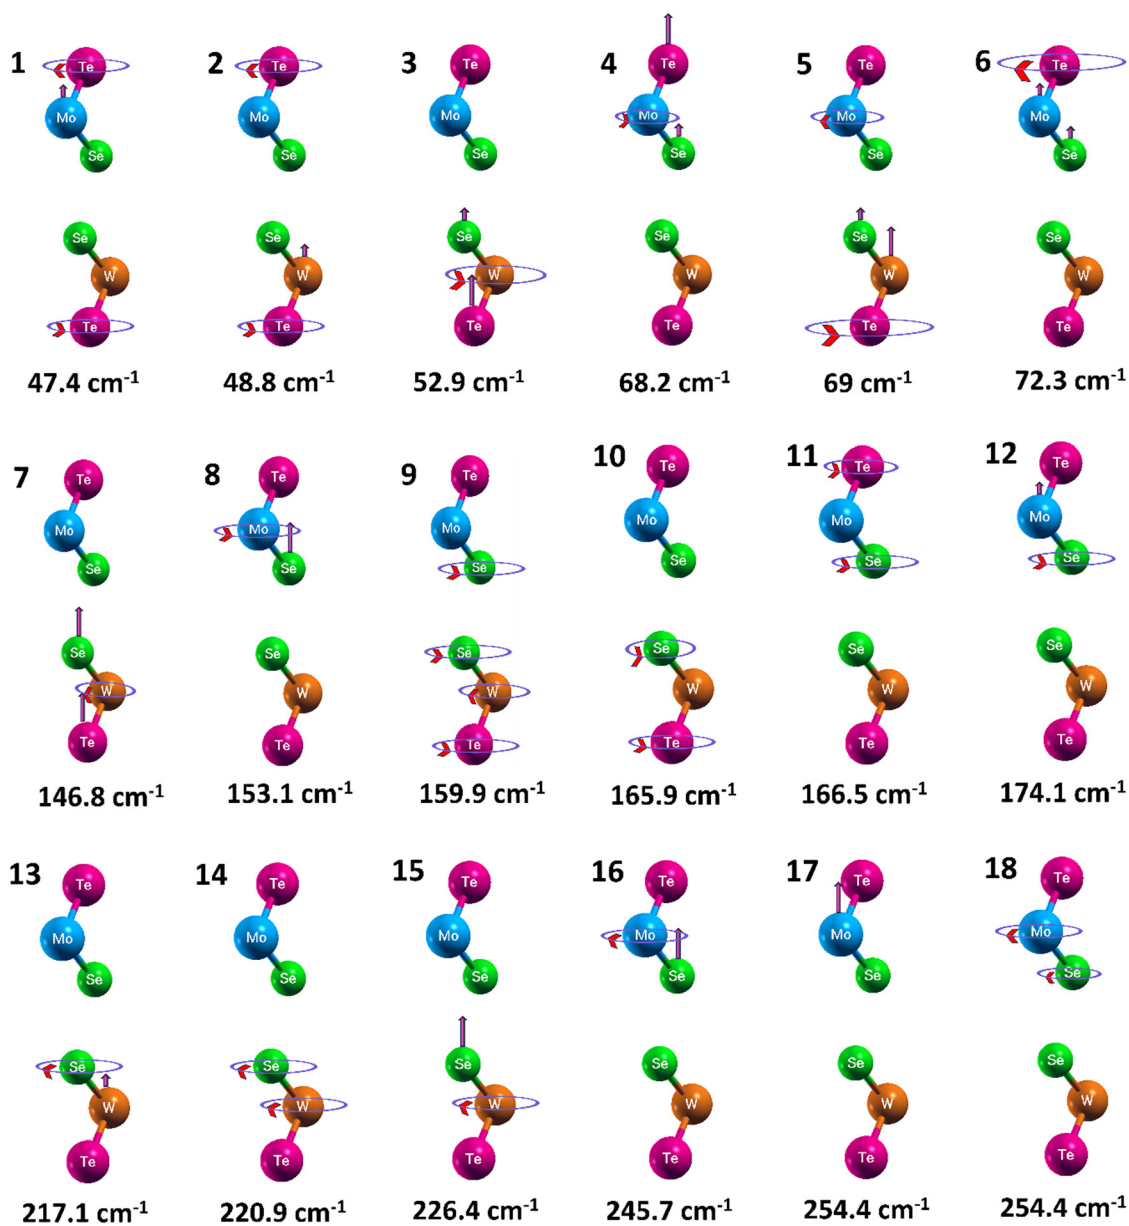 1 2 3 4 5 6
Te Te Te Te Te Te
Mo Mo Mo Mo Mo Mo
Se Se Se Se Se Se
Se Se Se Se Se Se
W W W W W W
Te Te Te Te Te Te
47.4 cm-1 48.8 cm-1 52.9 cm-1 68.2 cm-1 69 cm-1 72.3 cm-1
7 8 9 10 11 12
Te Te Te Te Te Te
Mo Mo Mo Mo Mo Mo
Se Se Se Se Se Se
Se Se Se Se Se Se
W W W W W W
Te Te Te Te Te Te
146.8 cm-1 153.1 cm-1 159.9 cm-1 165.9 cm-1 166.5 cm-1 174.1 cm-1
13 14 15 16 17 18
Te Te Te Te Te Te
Mo Mo Mo Mo Mo Mo
Se Se Se Se Se Se
Se Se Se Se Se Se
W W W W W W
Te Te Te Te Te Te
217.1 cm-1 220.9 cm-1 226.4 cm-1 245.7 cm-1 254.4 cm-1 254.4 cm-1